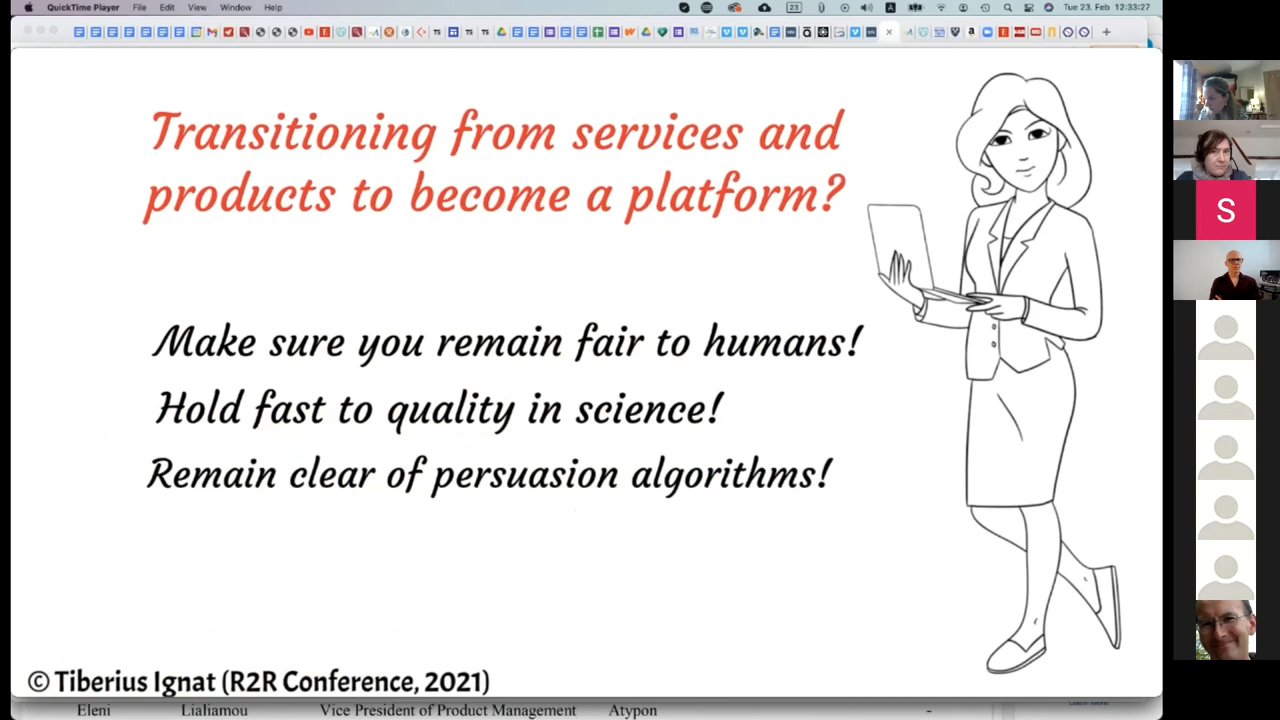 QuickTime Player File Edit View Window Help 23 A Tue 23. Feb 12:33:27
Transitioning from services and
products to become a platform?
Make sure you remain fair to humans!
Hold fast to quality in science!
Remain clear of persuasion algorithms!
© Tiberius Ignat (R2R Conference, 2021)
Eleni Lialiamou Vice President of Product Management Atypon -
S